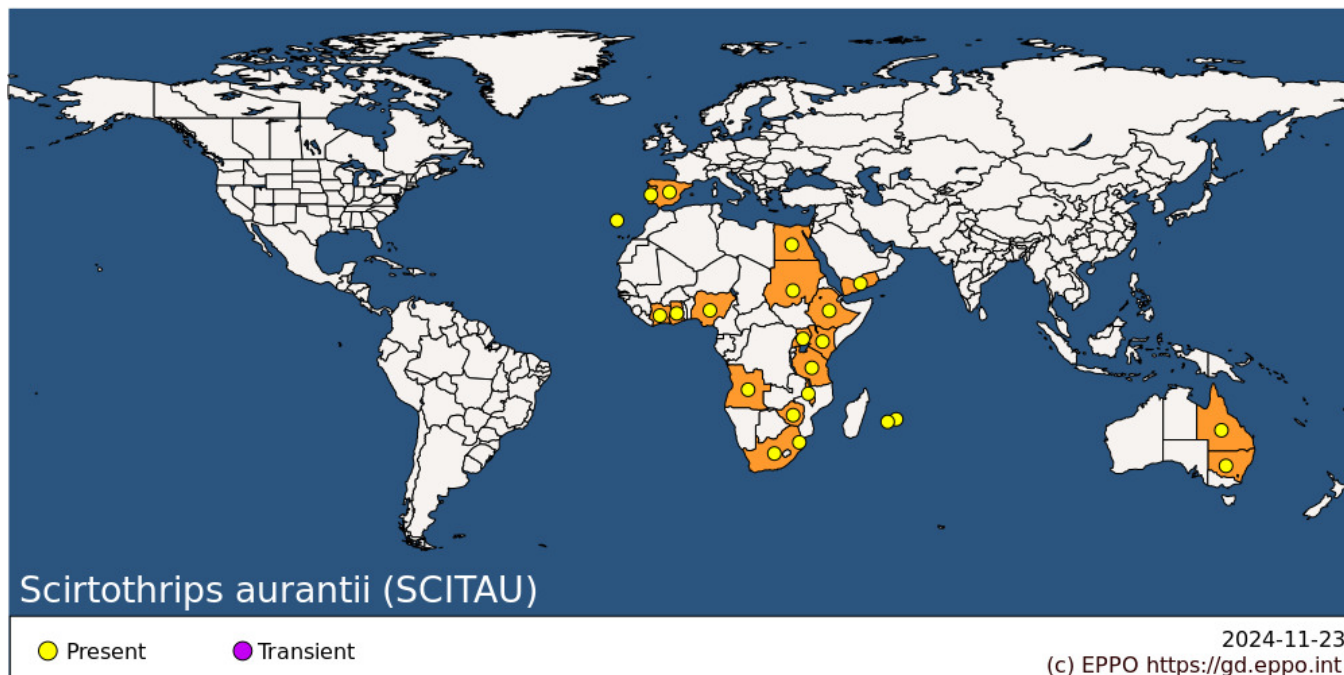 Scirtothrips aurantii (SCITAU)
Present
Transient
2024-11-23
(c) EPPO https://gd.eppo.int